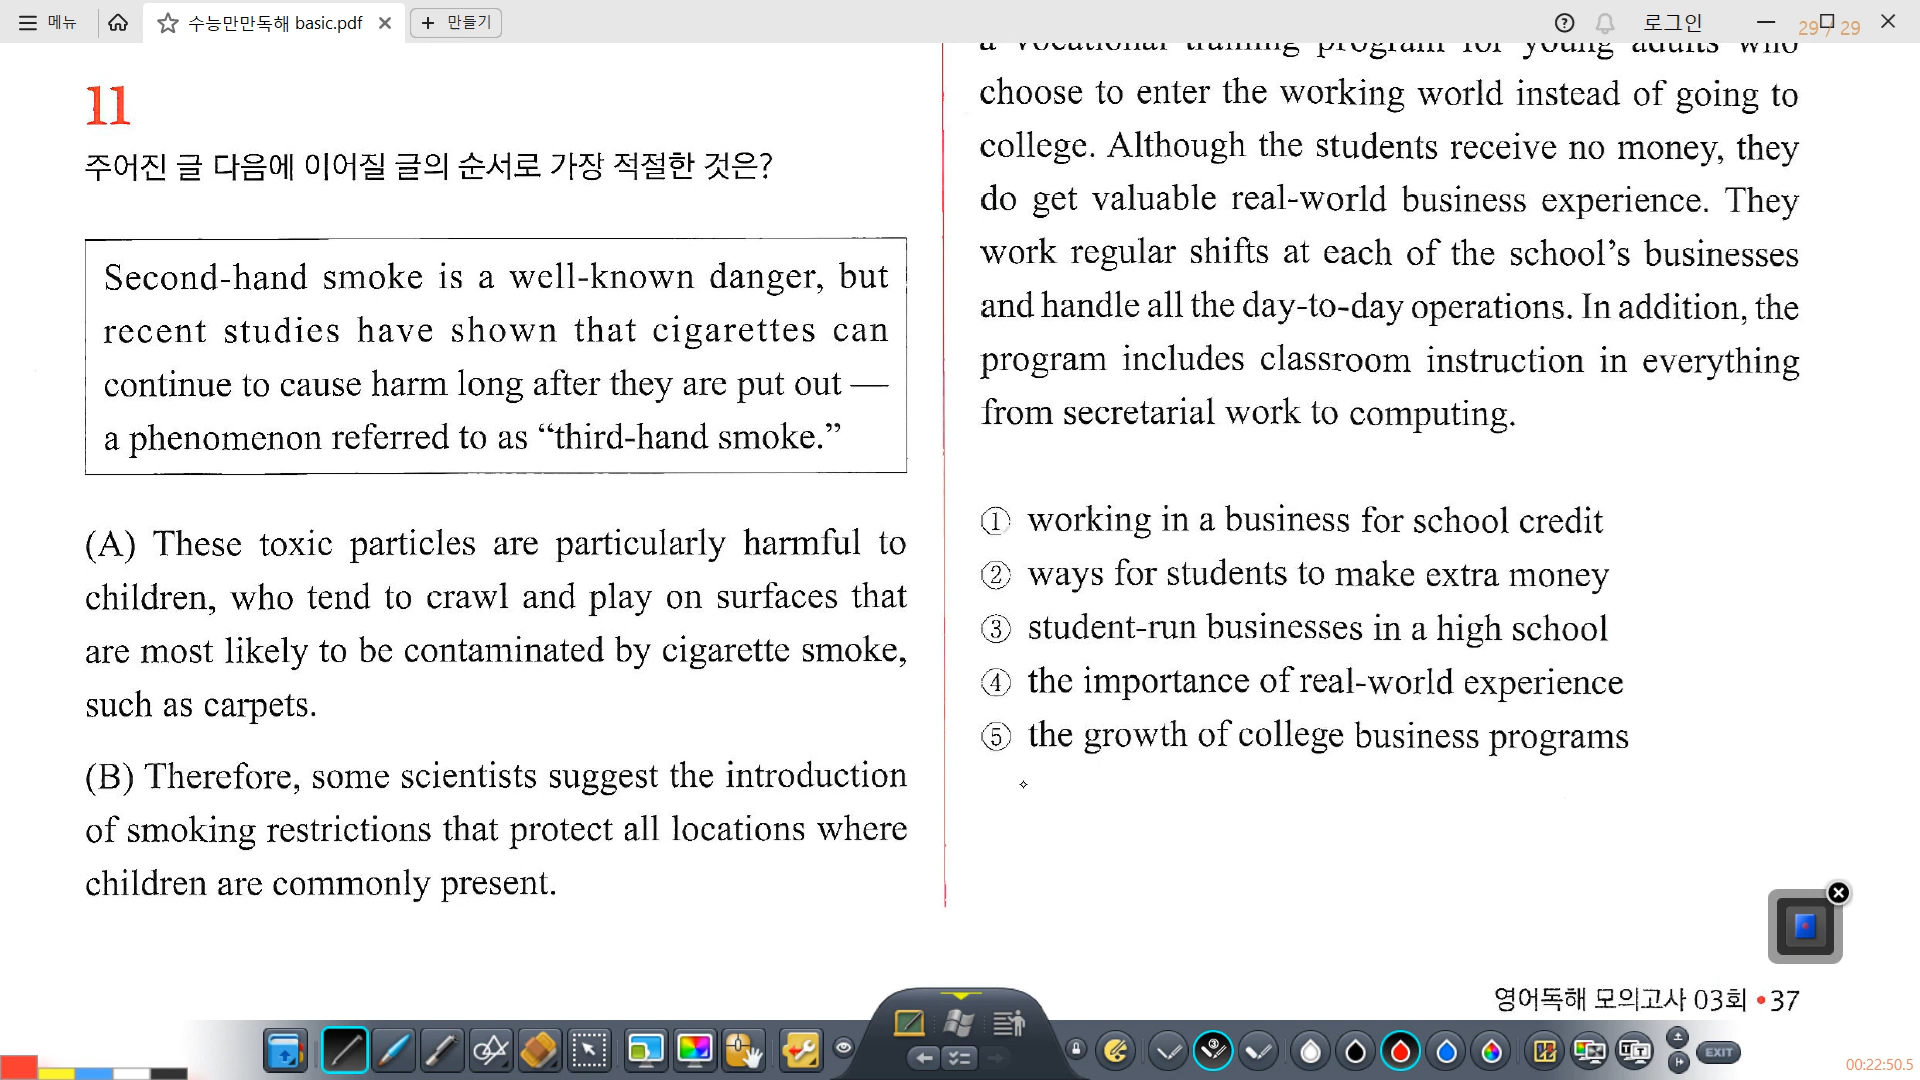 메뉴
수능만만독해 basic.pdf
만들기
로그인
29 / 29
11
주어진 글 다음에 이어질 글의 순서로 가장 적절한 것은?
Second-hand smoke is a well-known danger, but
recent studies have shown that cigarettes can
continue to cause harm long after they are put out —
a phenomenon referred to as “third-hand smoke.”
(A) These toxic particles are particularly harmful to
children, who tend to crawl and play on surfaces that
are most likely to be contaminated by cigarette smoke,
such as carpets.
(B) Therefore, some scientists suggest the introduction
of smoking restrictions that protect all locations where
children are commonly present.
a vocational training program for young adults who
choose to enter the working world instead of going to
college. Although the students receive no money, they
do get valuable real-world business experience. They
work regular shifts at each of the school’s businesses
and handle all the day-to-day operations. In addition, the
program includes classroom instruction in everything
from secretarial work to computing.
① working in a business for school credit
② ways for students to make extra money
③ student-run businesses in a high school
④ the importance of real-world experience
⑤ the growth of college business programs
영어독해 모의고사 03회 • 37
EXIT
00:22:50.5